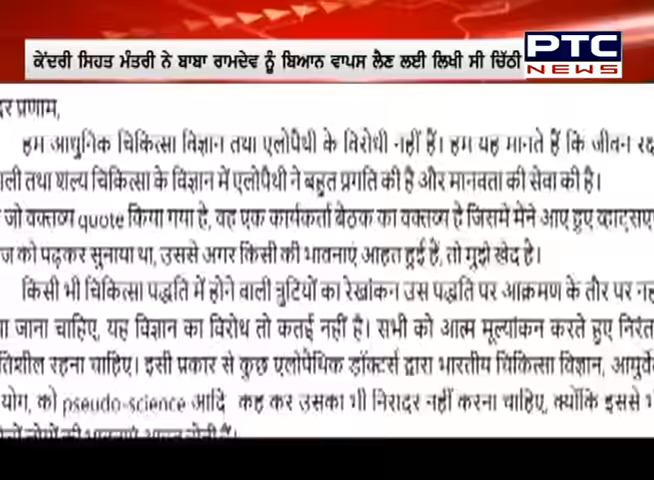 ਕੇਂਦਰੀ ਸਿਹਤ ਮੰਤਰੀ ਨੇ ਬਾਬਾ ਰਾਮਦੇਵ ਨੂੰ ਬਿਆਨ ਵਾਪਸ ਲੈਣ ਲਈ ਲਿਖੀ ਸੀ ਚਿੱਠੀ
PTC
NEWS
दर प्रणाम,
हम आधुनिक चिकित्सा विज्ञान तथा एलोपैथी के विरोधी नहीं हैं। हम यह मानते हैं कि जीवन रक्ष
ाली तथा शल्य चिकित्सा के विज्ञान में एलोपैथी ने बहुत प्रगति की है और मानवता की सेवा की है।
जो वक्तव्य quote किया गया है, वह एक कार्यकर्ता बैठक का वक्तव्य है जिसमें मैने आए हुए व्हाट्सएप
ज को पढ़कर सुनाया था, उससे अगर किसी की भावनाएं आहत हुई हैं, तो मुझे खेद है।
किसी भी चिकित्सा पद्धति में होने वाली त्रुटियों का रेखांकन उस पद्धति पर आक्रमण के तौर पर नह
ा जाना चाहिए, यह विज्ञान का विरोध तो कतई नहीं है। सभी को आत्म मूल्यांकन करते हुए निरंत
तिशील रहना चाहिए। इसी प्रकार से कुछ एलोपैथिक डॉक्टर्स द्वारा भारतीय चिकित्सा विज्ञान, आयुर्वे
योग, को pseudo-science आदि कह कर उसका भी निरादर नहीं करना चाहिए, क्योंकि इससे भ